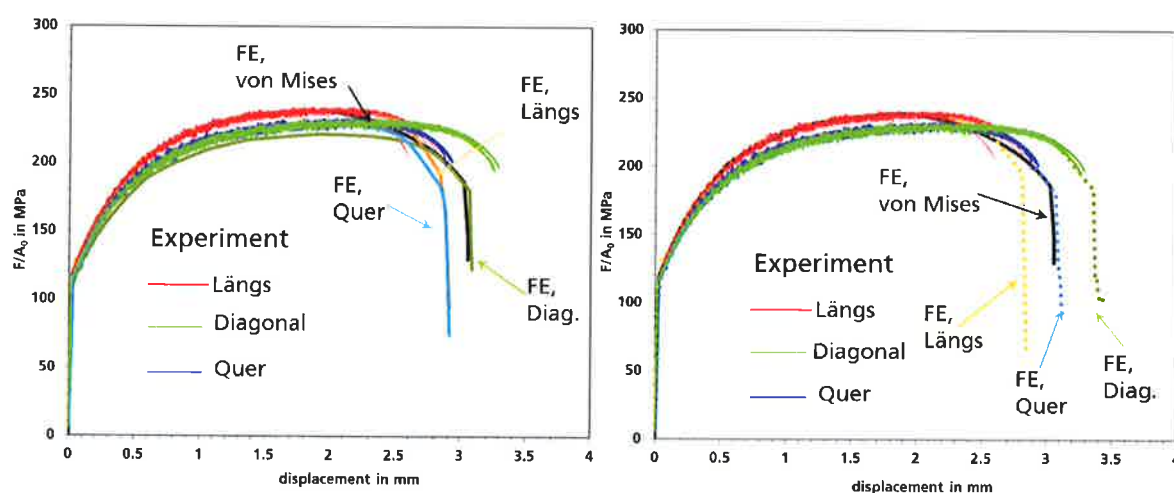 300
250
200
150
100
50
0
F/A₀ in MPa
FE,
von Mises
FE,
Längs
FE,
Quer
Experiment
Längs
Diagonal
Quer
FE,
Diag.
0 0.5 1 1.5 2 2.5 3 3.5 4
displacement in mm
300
250
200
150
100
50
0
F/A₀ in MPa
FE,
von Mises
Experiment
Längs
Diagonal
Quer
FE,
Längs
FE,
Quer
FE,
Diag.
0 0.5 1 1.5 2 2.5 3 3.5 4
displacement in mm